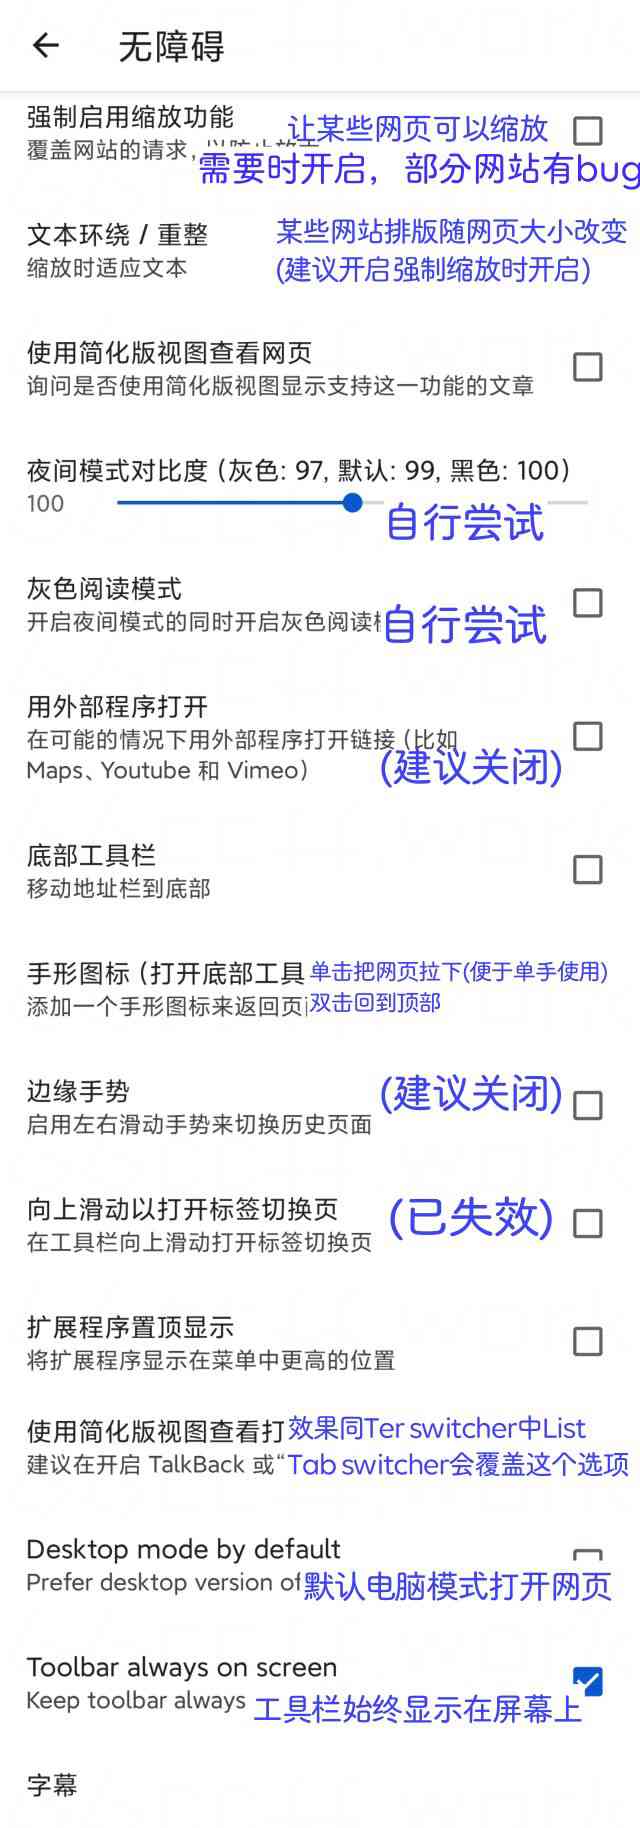 无障碍
强制启用缩放功能
让某些网页可以缩放
覆盖网站的请求，以防止放大
需要时开启，部分网站有bug
文本环绕 / 重整
某些网站排版随网页大小改变
缩放时适应文本
(建议开启强制缩放时开启)
使用简化版视图查看网页
询问是否使用简化版视图显示支持这一功能的文章
夜间模式对比度（灰色: 97, 默认: 99, 黑色: 100）
100
自行尝试
灰色阅读模式
开启夜间模式的同时开启灰色阅读
自行尝试
用外部程序打开
在可能的情况下用外部程序打开链接（比如
Maps、Youtube 和 Vimeo）
(建议关闭)
底部工具栏
移动地址栏到底部
手形图标（打开底部工具
单击把网页拉下(便于单手使用)
添加一个手形图标来返回页
双击回到顶部
边缘手势
(建议关闭)
启用左右滑动手势来切换历史页面
向上滑动以打开标签切换页
(已失效)
在工具栏向上滑动打开标签切换页
扩展程序置顶显示
将扩展程序显示在菜单中更高的位置
使用简化版视图查看打
效果同Ter switcher中List
建议在开启 TalkBack 或“
Tab switcher会覆盖这个选项
Desktop mode by default
Prefer desktop version of
默认电脑模式打开网页
Toolbar always on screen
Keep toolbar always
工具栏始终显示在屏幕上
字幕